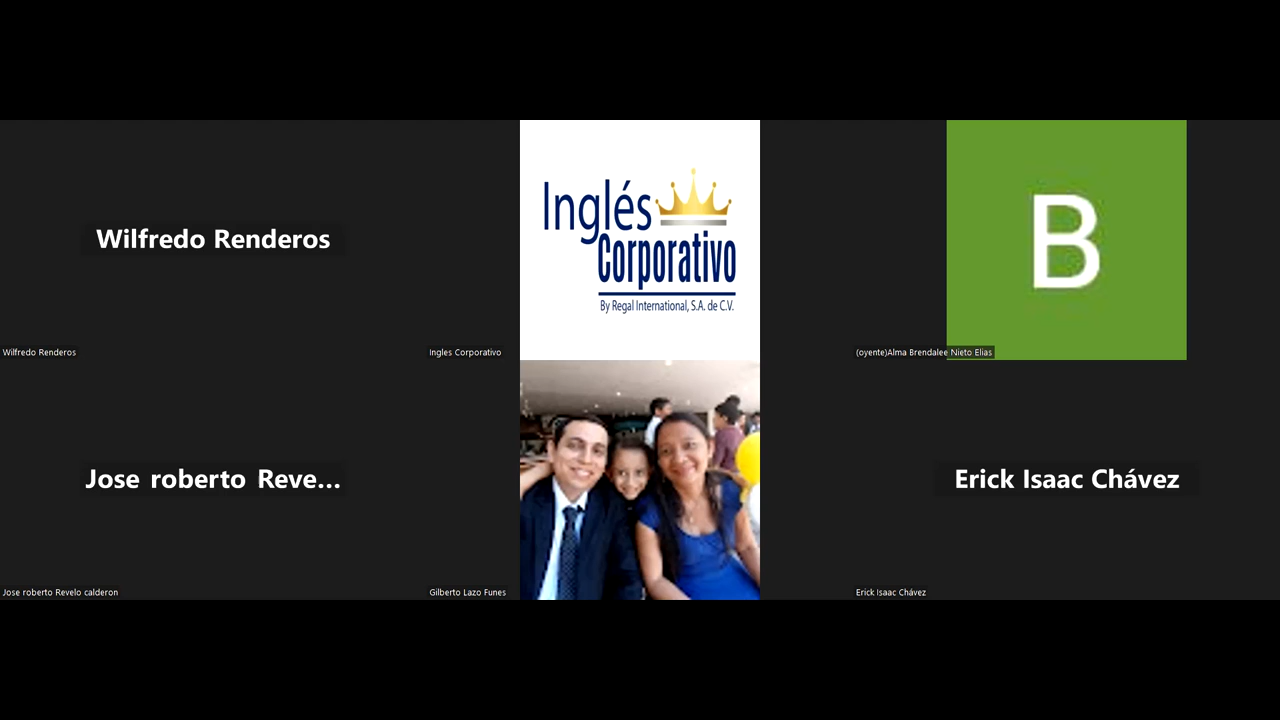 Wilfredo Renderos
Wilfredo Renderos
Inglés
Corporativo
By Regal International, S.A. de C.V.
Ingles Corporativo
B
(oyente)Alma Brendalee Nieto Elias
Jose roberto Reve...
Jose roberto Revelo calderon
Gilberto Lazo Funes
Erick Isaac Chávez
Erick Isaac Chávez